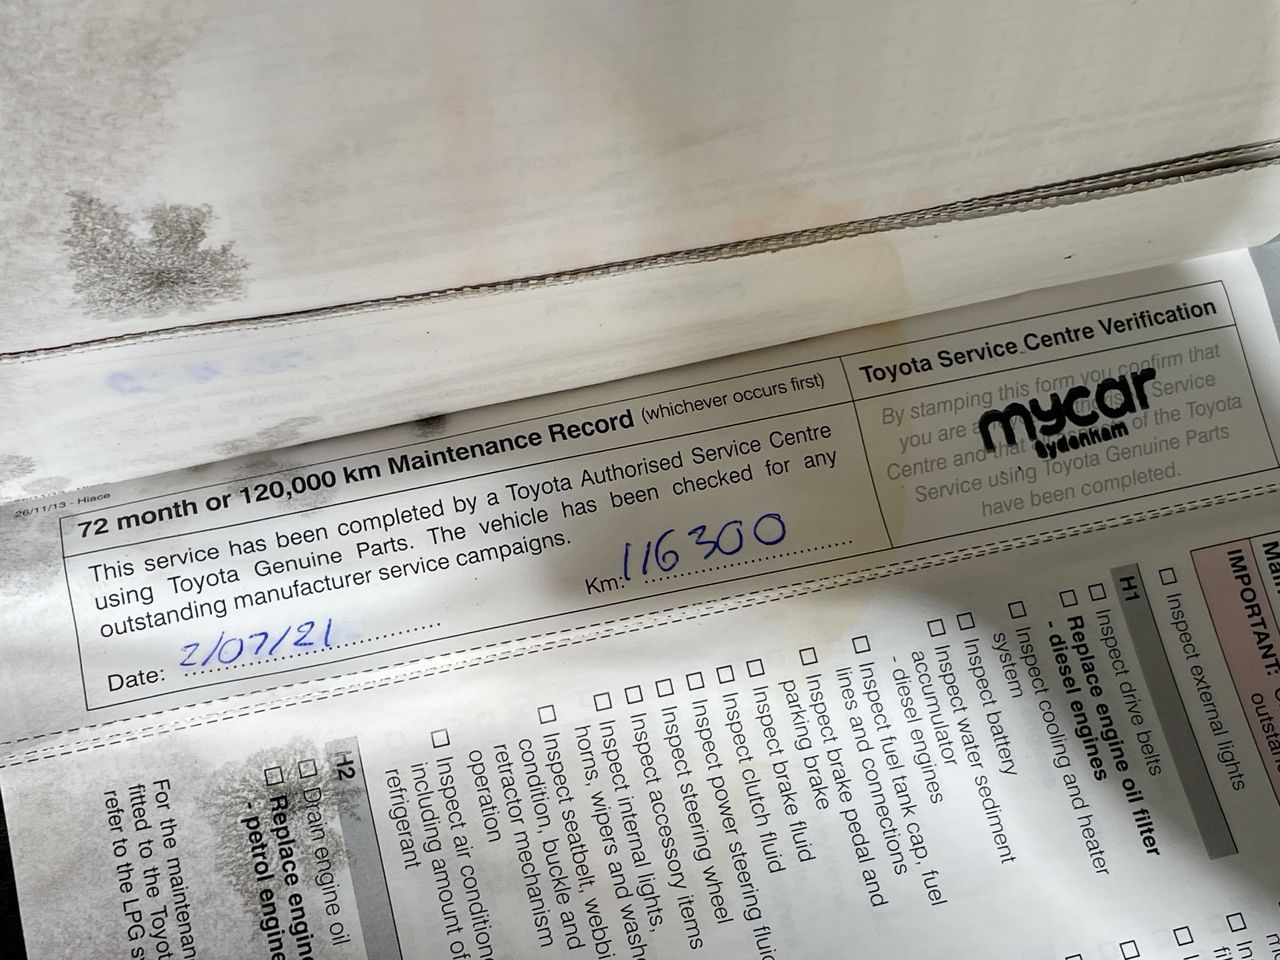 26/11/13 - Hiace
72 month or 120,000 km Maintenance Record (whichever occurs first)
This service has been completed by a Toyota Authorised Service Centre
using Toyota Genuine Parts. The vehicle has been checked for any
outstanding manufacturer service campaigns.
Date: 2/07/21
Km: 116300
Toyota Service Centre Verification
By stamping this form you confirm that
you are Service
Centre and that of the Toyota
Service using Toyota Genuine Parts
have been completed.
mycar
Sydenham
IMPORTANT:
Inspect external lights
H1
Inspect drive belts
Replace engine oil filter
- diesel engines
Inspect cooling and heater
system
Inspect battery
Inspect water sediment
accumulator
- diesel engines
Inspect fuel tank cap, fuel
lines and connections
Inspect brake pedal and
parking brake
Inspect brake fluid
Inspect clutch fluid
Inspect power steering
Inspect steering wheel
Inspect accessory items
Inspect internal lights,
horns, wipers and
Inspect seatbelt,
condition, buckle and
retractor mechanism
operation
Inspect air
including amount of
refrigerant
H2
Drain engine oil
Replace
- petrol
For the
fitted to the
refer to the LPG